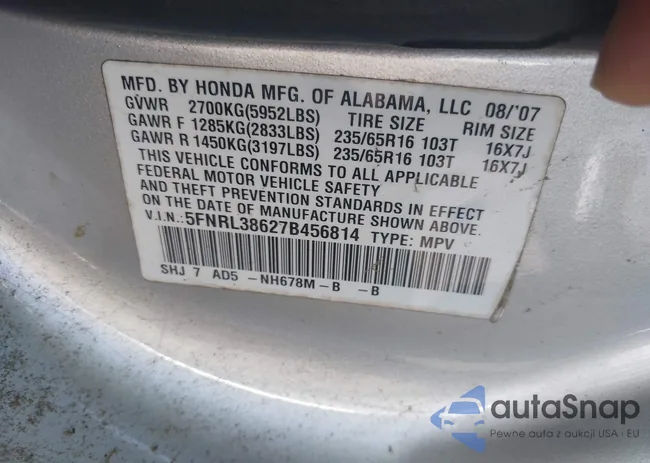 MFD. BY HONDA MFG. OF ALABAMA, LLC 08/'07
GVWR 2700KG(5952LBS) TIRE SIZE RIM SIZE
GAWR F 1285KG(2833LBS) 235/65R16 103T 16X7J
GAWR R 1450KG(3197LBS) 235/65R16 103T 16X7J
THIS VEHICLE CONFORMS TO ALL APPLICABLE
FEDERAL MOTOR VEHICLE SAFETY
AND THEFT PREVENTION STANDARDS IN EFFECT
ON THE DATE OF MANUFACTURE SHOWN ABOVE.
V.I.N.:5FNRL38627B456814 TYPE: MPV
SHJ 7 AD5 -NH678M-B -B
autaSnap
Pewne auta z aukcji USA i EU